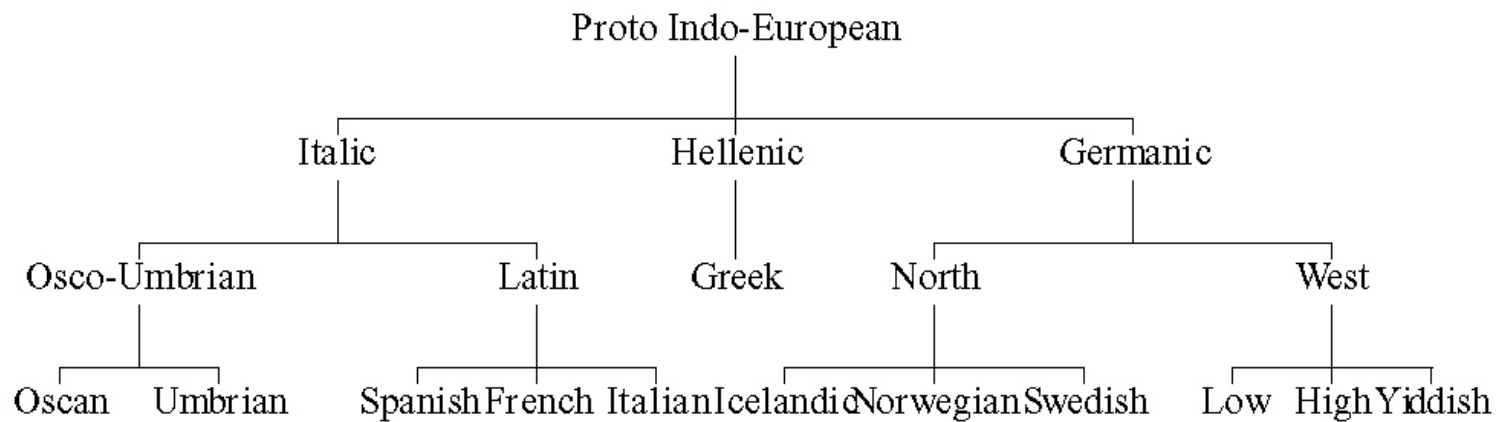 Proto Indo-European
Italic Hellenic Germanic
Osco-Umbrian Latin Greek North West
Oscan Umbrian Spanish French Italian Icelandic Norwegian Swedish Low High Yiddish